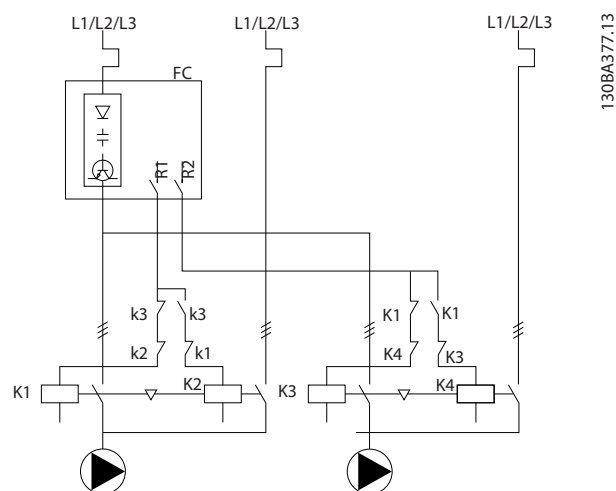 L1/L2/L3
L1/L2/L3
L1/L2/L3
FC
R1
R2
k3
k3
K1
K1
k2
k1
K4
K3
K1
K2
K3
K4
130BA377.13